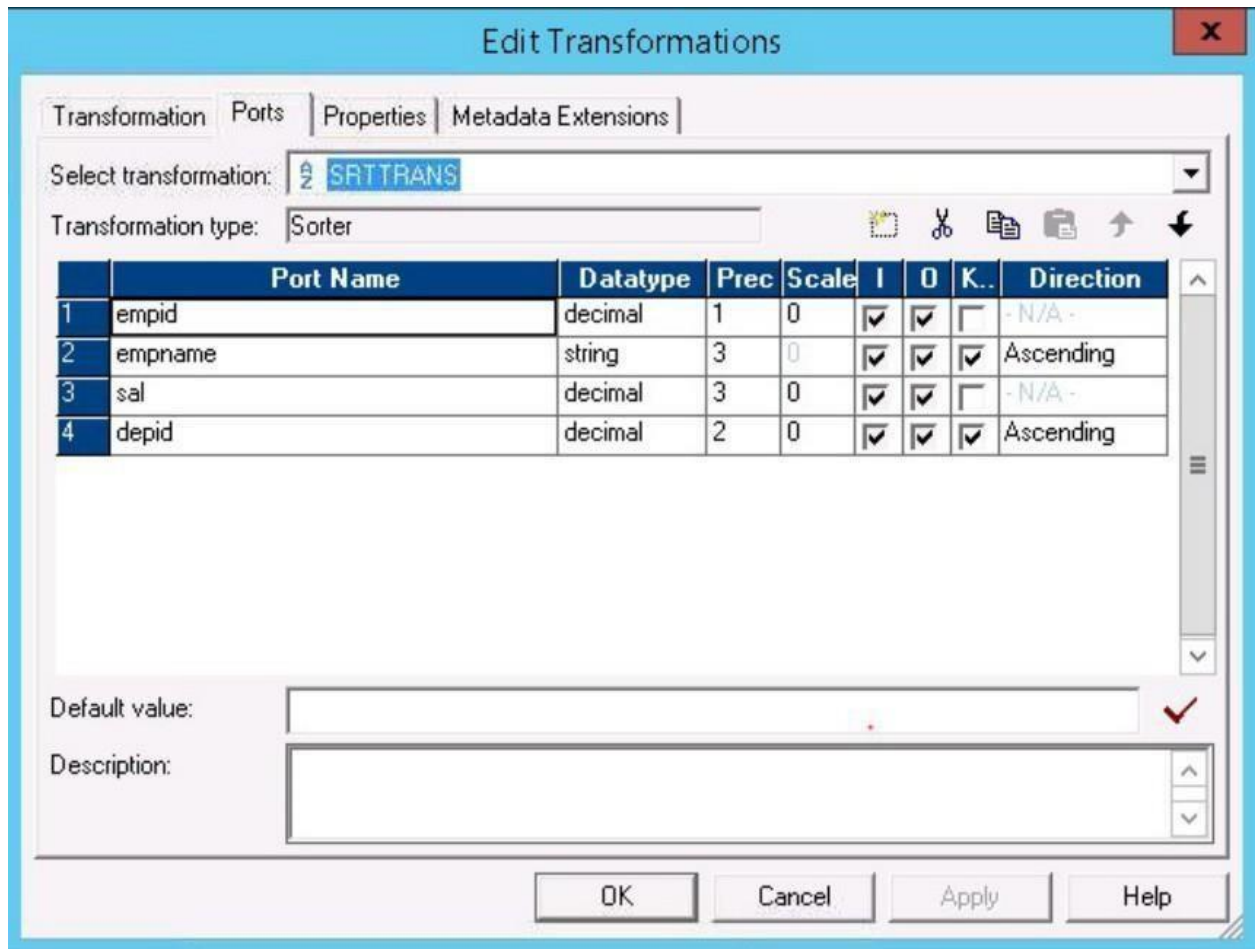 Edit Transformations
x
Transformation Ports Properties Metadata Extensions
Select transformation: SRTTRANS
Transformation type: Sorter
Port Name Datatype Prec Scale I O K.. Direction
1 empid decimal 1 0 - N/A -
2 empname string 3 0 Ascending
3 sal decimal 3 0 - N/A -
4 depid decimal 2 0 Ascending
Default value:
Description:
OK Cancel Apply Help